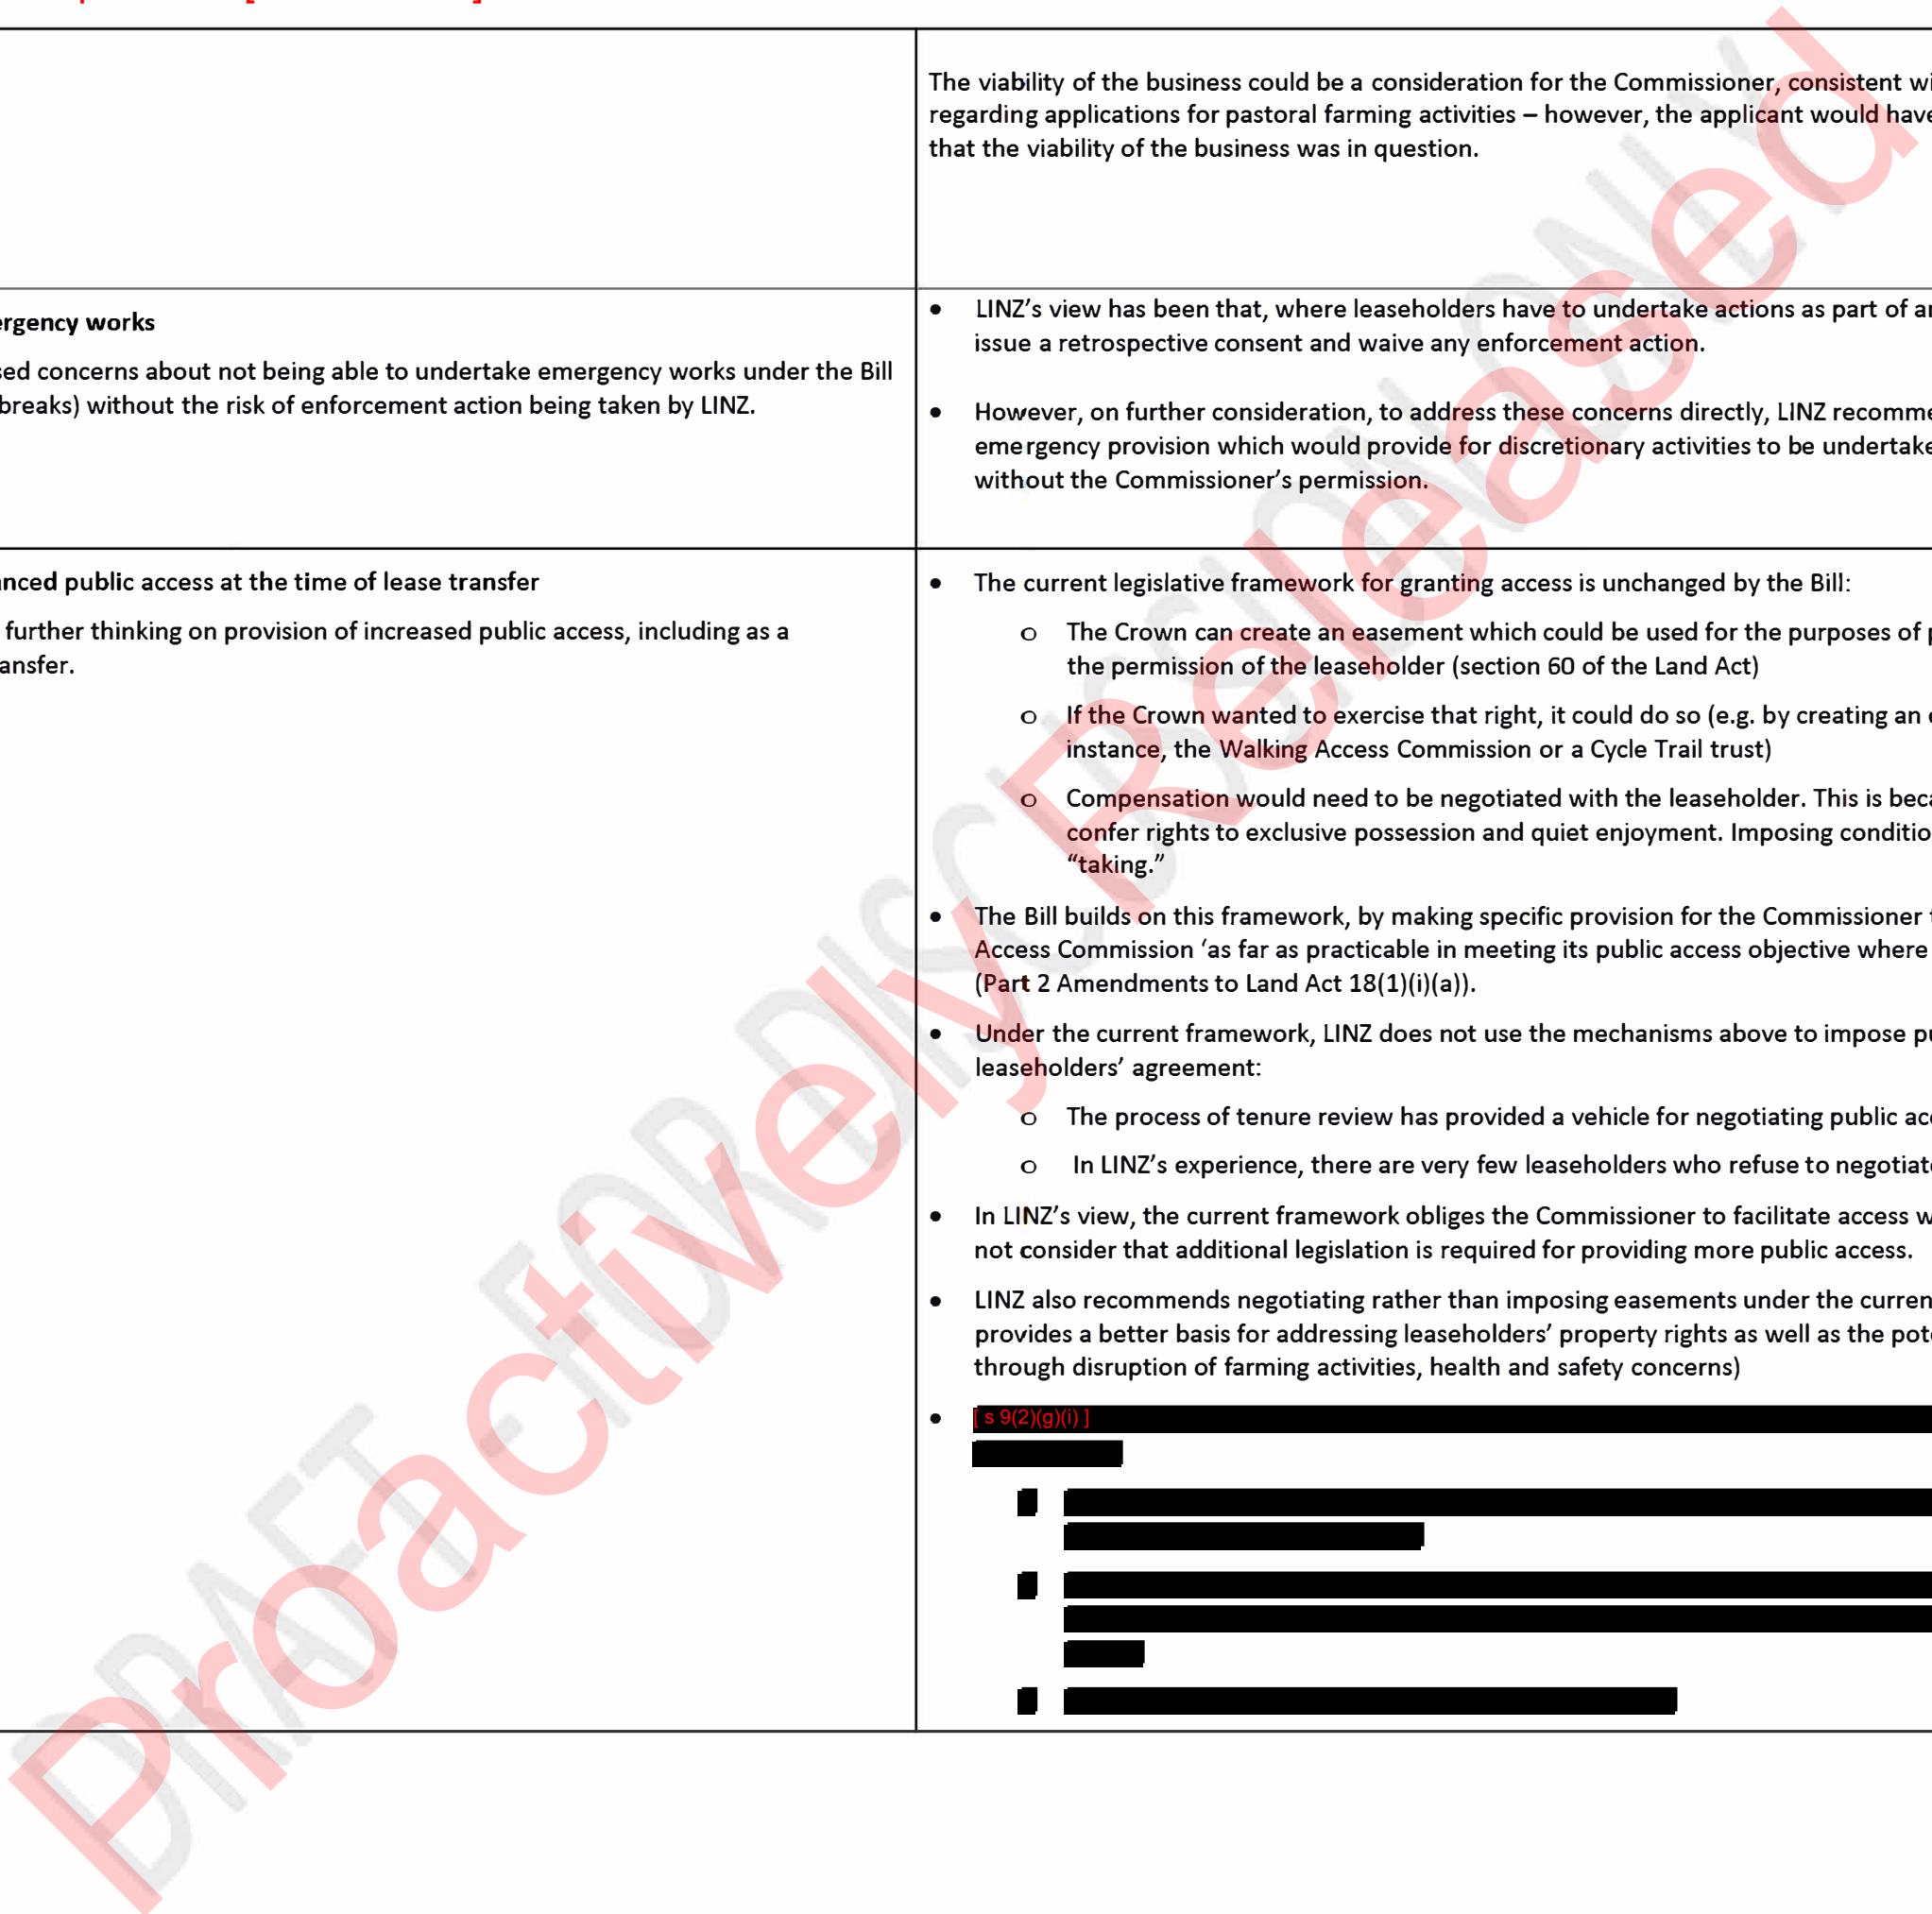 The viability of the business could be a consideration for the Commissioner, consistent
regarding applications for pastoral farming activities – however, the applicant would have
that the viability of the business was in question.
works
concerns about not being able to undertake emergency works under the Bill
without the risk of enforcement action being taken by LINZ.
• LINZ’s view has been that, where leaseholders have to undertake actions as part of
issue a retrospective consent and waive any enforcement action.
• However, on further consideration, to address these concerns directly, LINZ
emergency provision which would provide for discretionary activities to be
without the Commissioner’s permission.
public access at the time of lease transfer
further thinking on provision of increased public access, including as a
• The current legislative framework for granting access is unchanged by the Bill:
o The Crown can create an easement which could be used for the purposes of
the permission of the leaseholder (section 60 of the Land Act)
o If the Crown wanted to exercise that right, it could do so (e.g. by creating an
instance, the Walking Access Commission or a Cycle Trail trust)
o Compensation would need to be negotiated with the leaseholder. This is
confer rights to exclusive possession and quiet enjoyment. Imposing
“taking.”
• The Bill builds on this framework, by making specific provision for the Commissioner
Access Commission ‘as far as practicable in meeting its public access objective where
(Part 2 Amendments to Land Act 18(1)(i)(a)).
• Under the current framework, LINZ does not use the mechanisms above to impose
leaseholders’ agreement:
o The process of tenure review has provided a vehicle for negotiating public
o In LINZ’s experience, there are very few leaseholders who refuse to
• In LINZ’s view, the current framework obliges the Commissioner to facilitate access
not consider that additional legislation is required for providing more public access.
• LINZ also recommends negotiating rather than imposing easements under the
provides a better basis for addressing leaseholders’ property rights as well as the
through disruption of farming activities, health and safety concerns)
• [ s 9(2)(g)(i) ]
Proactively Released